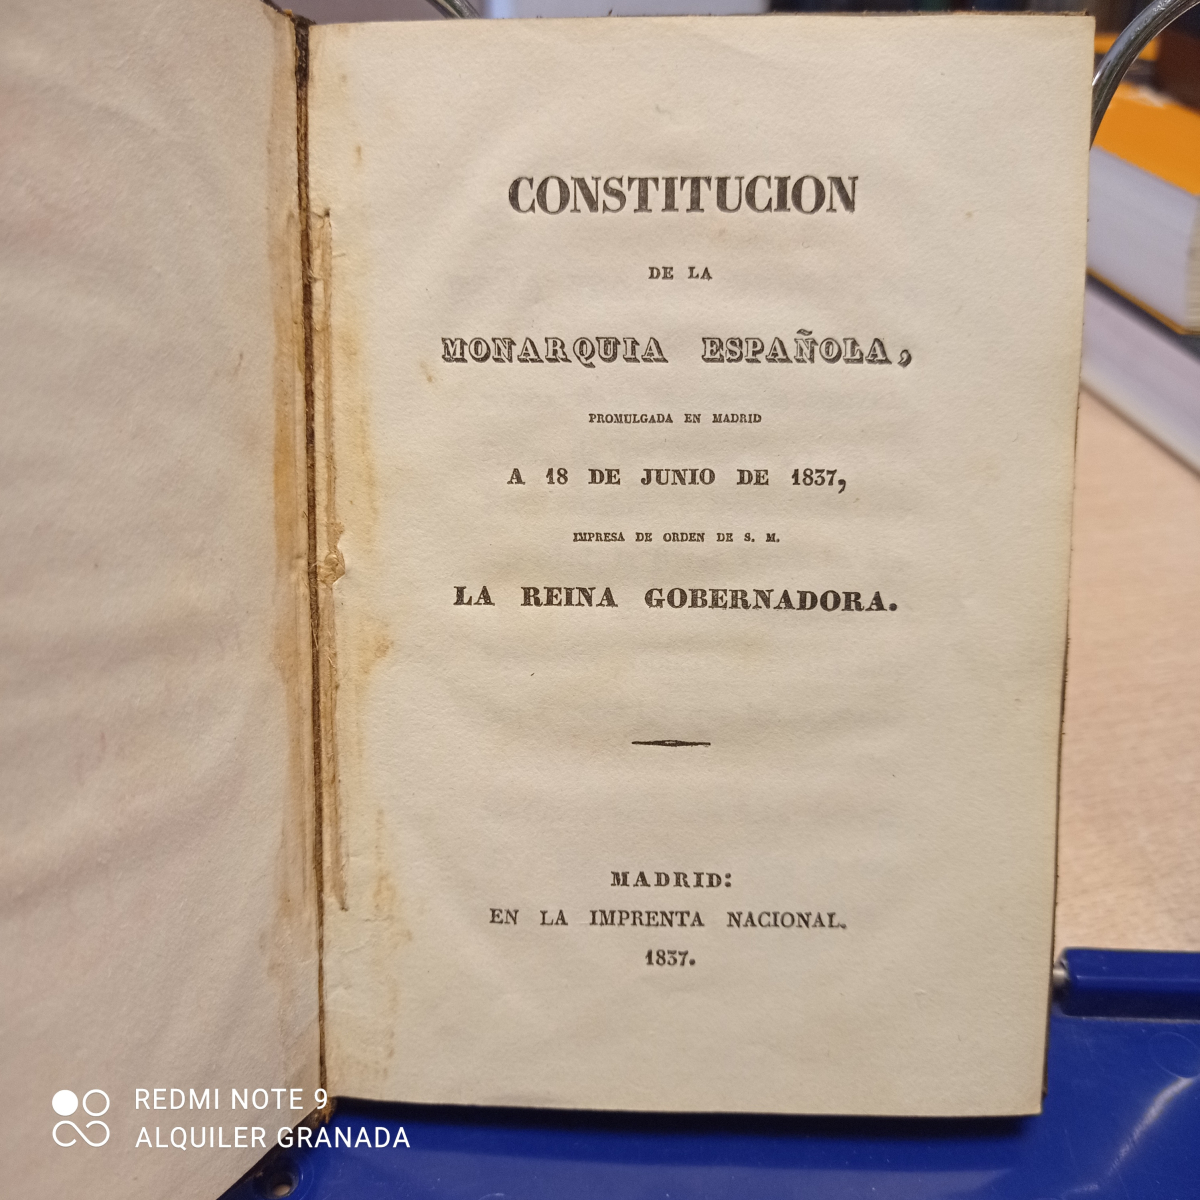 CONSTITUCION
DE LA
MONARQUIA ESPAÑOLA,
PROMULGADA EN MADRID
A 18 DE JUNIO DE 1837,
IMPRESA DE ORDEN DE S. M.
LA REINA GOBERNADORA.
MADRID:
EN LA IMPRENTA NACIONAL.
1837.
REDMI NOTE 9
ALQUILER GRANADA